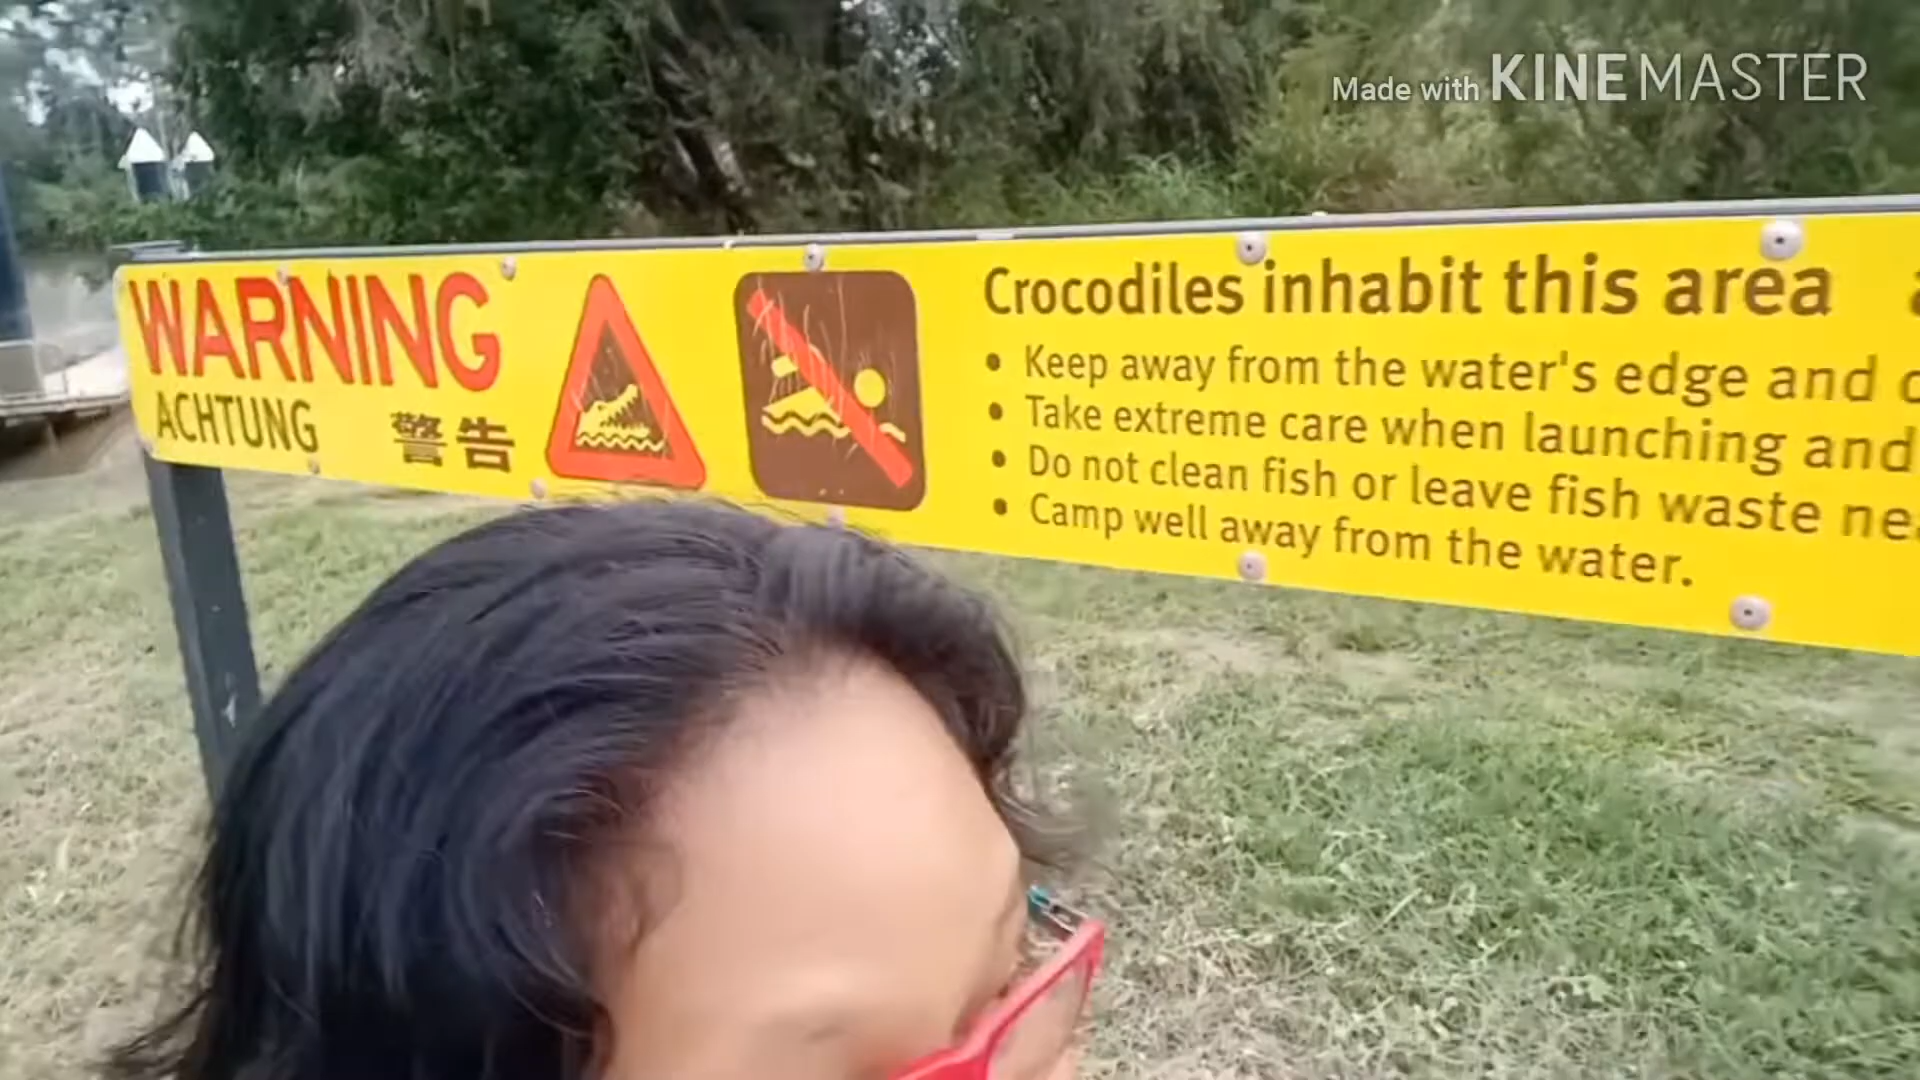 Made with KINEMASTER
WARNING
ACHTUNG 警告
Crocodiles inhabit this area
• Keep away from the water's edge and
• Take extreme care when launching and
• Do not clean fish or leave fish waste
• Camp well away from the water.